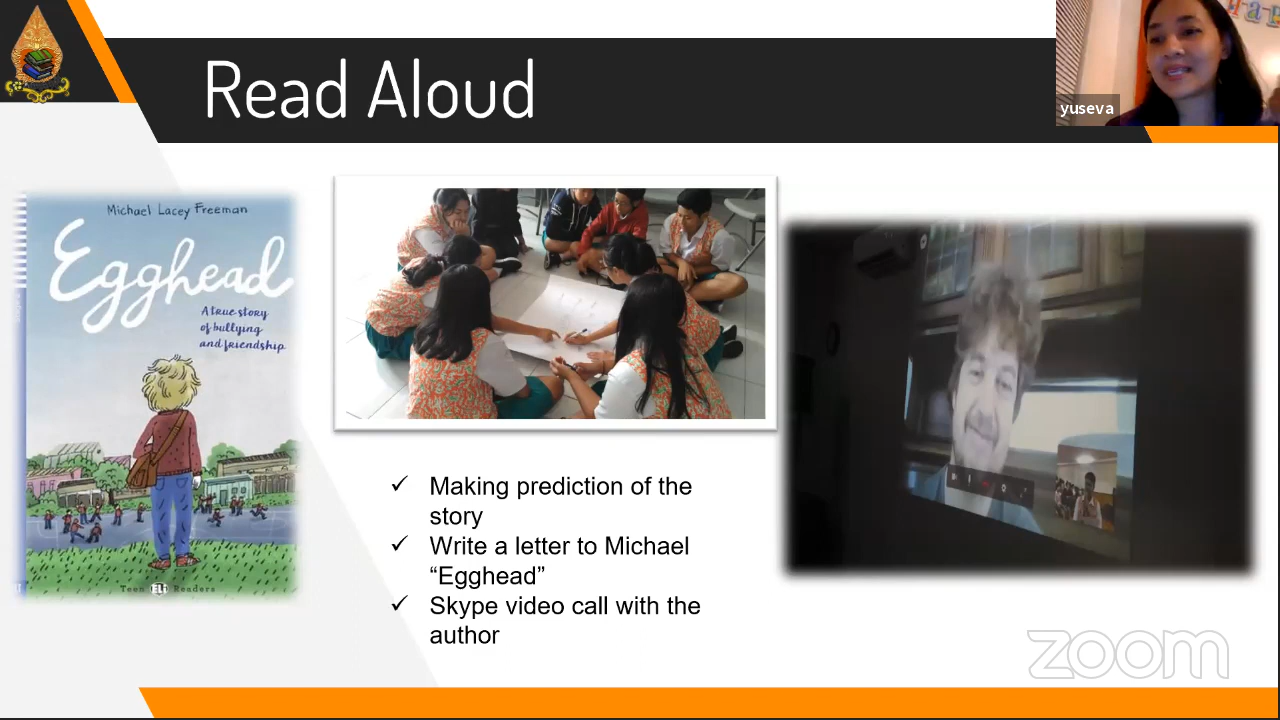 Read Aloud
yuseva
Michael Lacey Freeman
Egghead
A true story
of bullying
and friendship
Teen ELI Readers
✓ Making prediction of the
story
✓ Write a letter to Michael
“Egghead”
✓ Skype video call with the
author
zoom